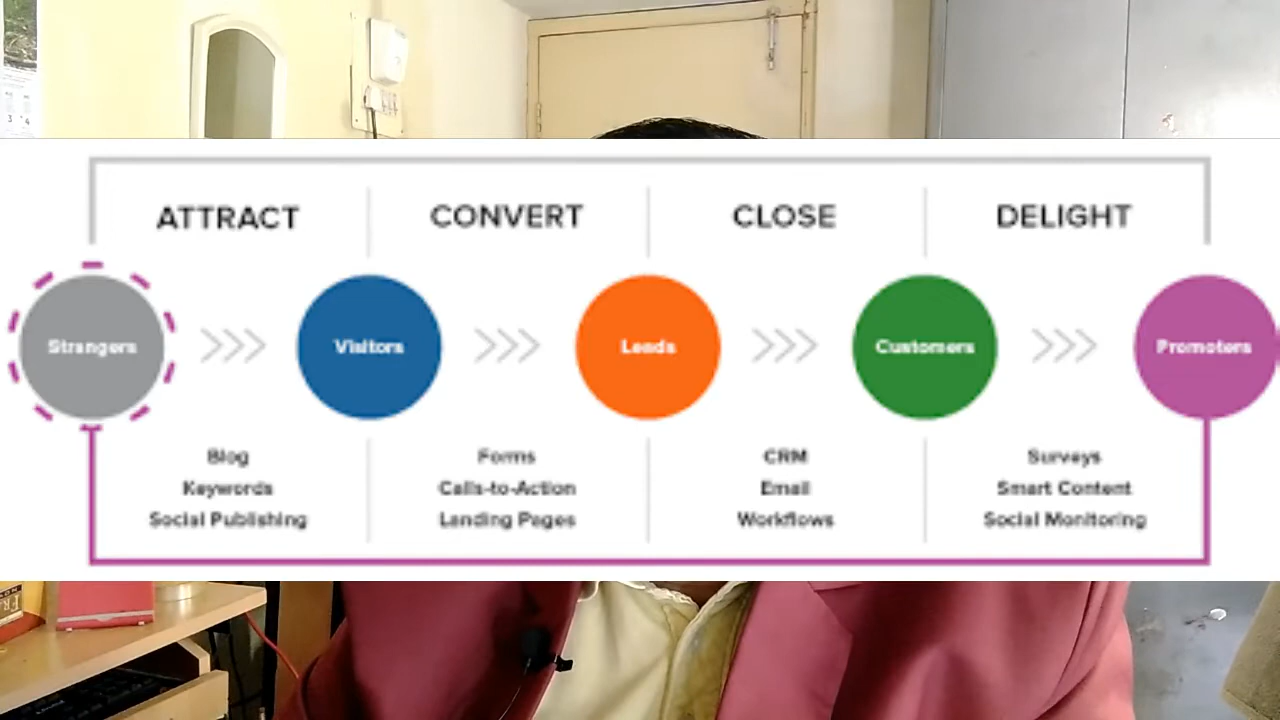 ATTRACT
CONVERT
CLOSE
DELIGHT
Strangers
Visitors
Leads
Customers
Promoters
Blog
Keywords
Social Publishing
Forms
Calls-to-Action
Landing Pages
CRM
Email
Workflows
Surveys
Smart Content
Social Monitoring